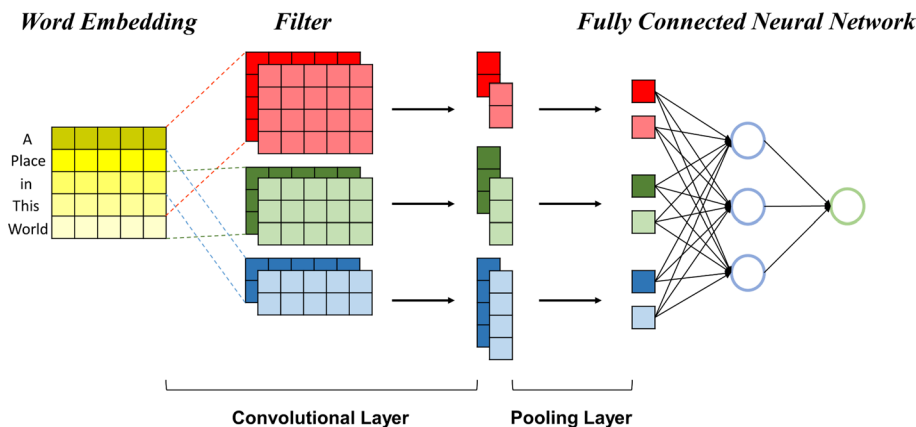 Word Embedding
Filter
Fully Connected Neural Network
A
Place
in
This
World
Convolutional Layer
Pooling Layer